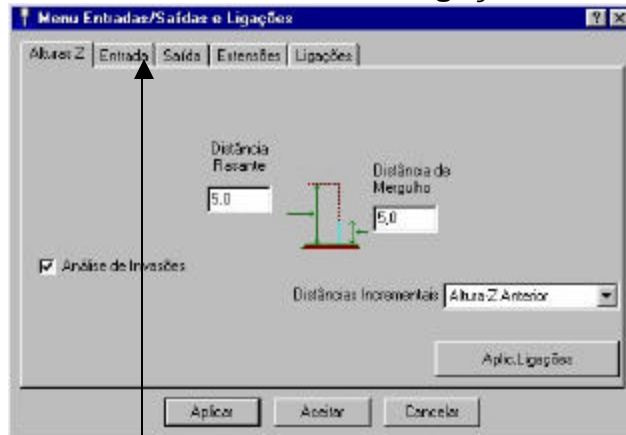 Menu Entradas/Saídas e Ligações
Alturas Z Entrada Saída Extensões Ligações
Distância
Rasante
5.0
Distância de
Mergulho
5,0
Análise de Invasões
Distâncias Incrementais Altura-Z Anterior
Aplic.Ligações
Aplicar Aceitar Cancelar